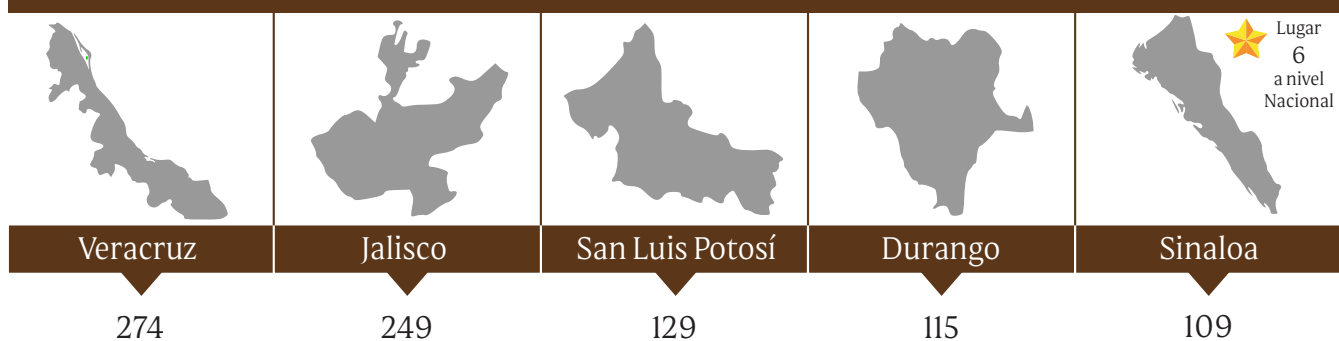 Lugar
6
a nivel
Nacional
Veracruz
Jalisco
San Luis Potosí
Durango
Sinaloa
274
249
129
115
109